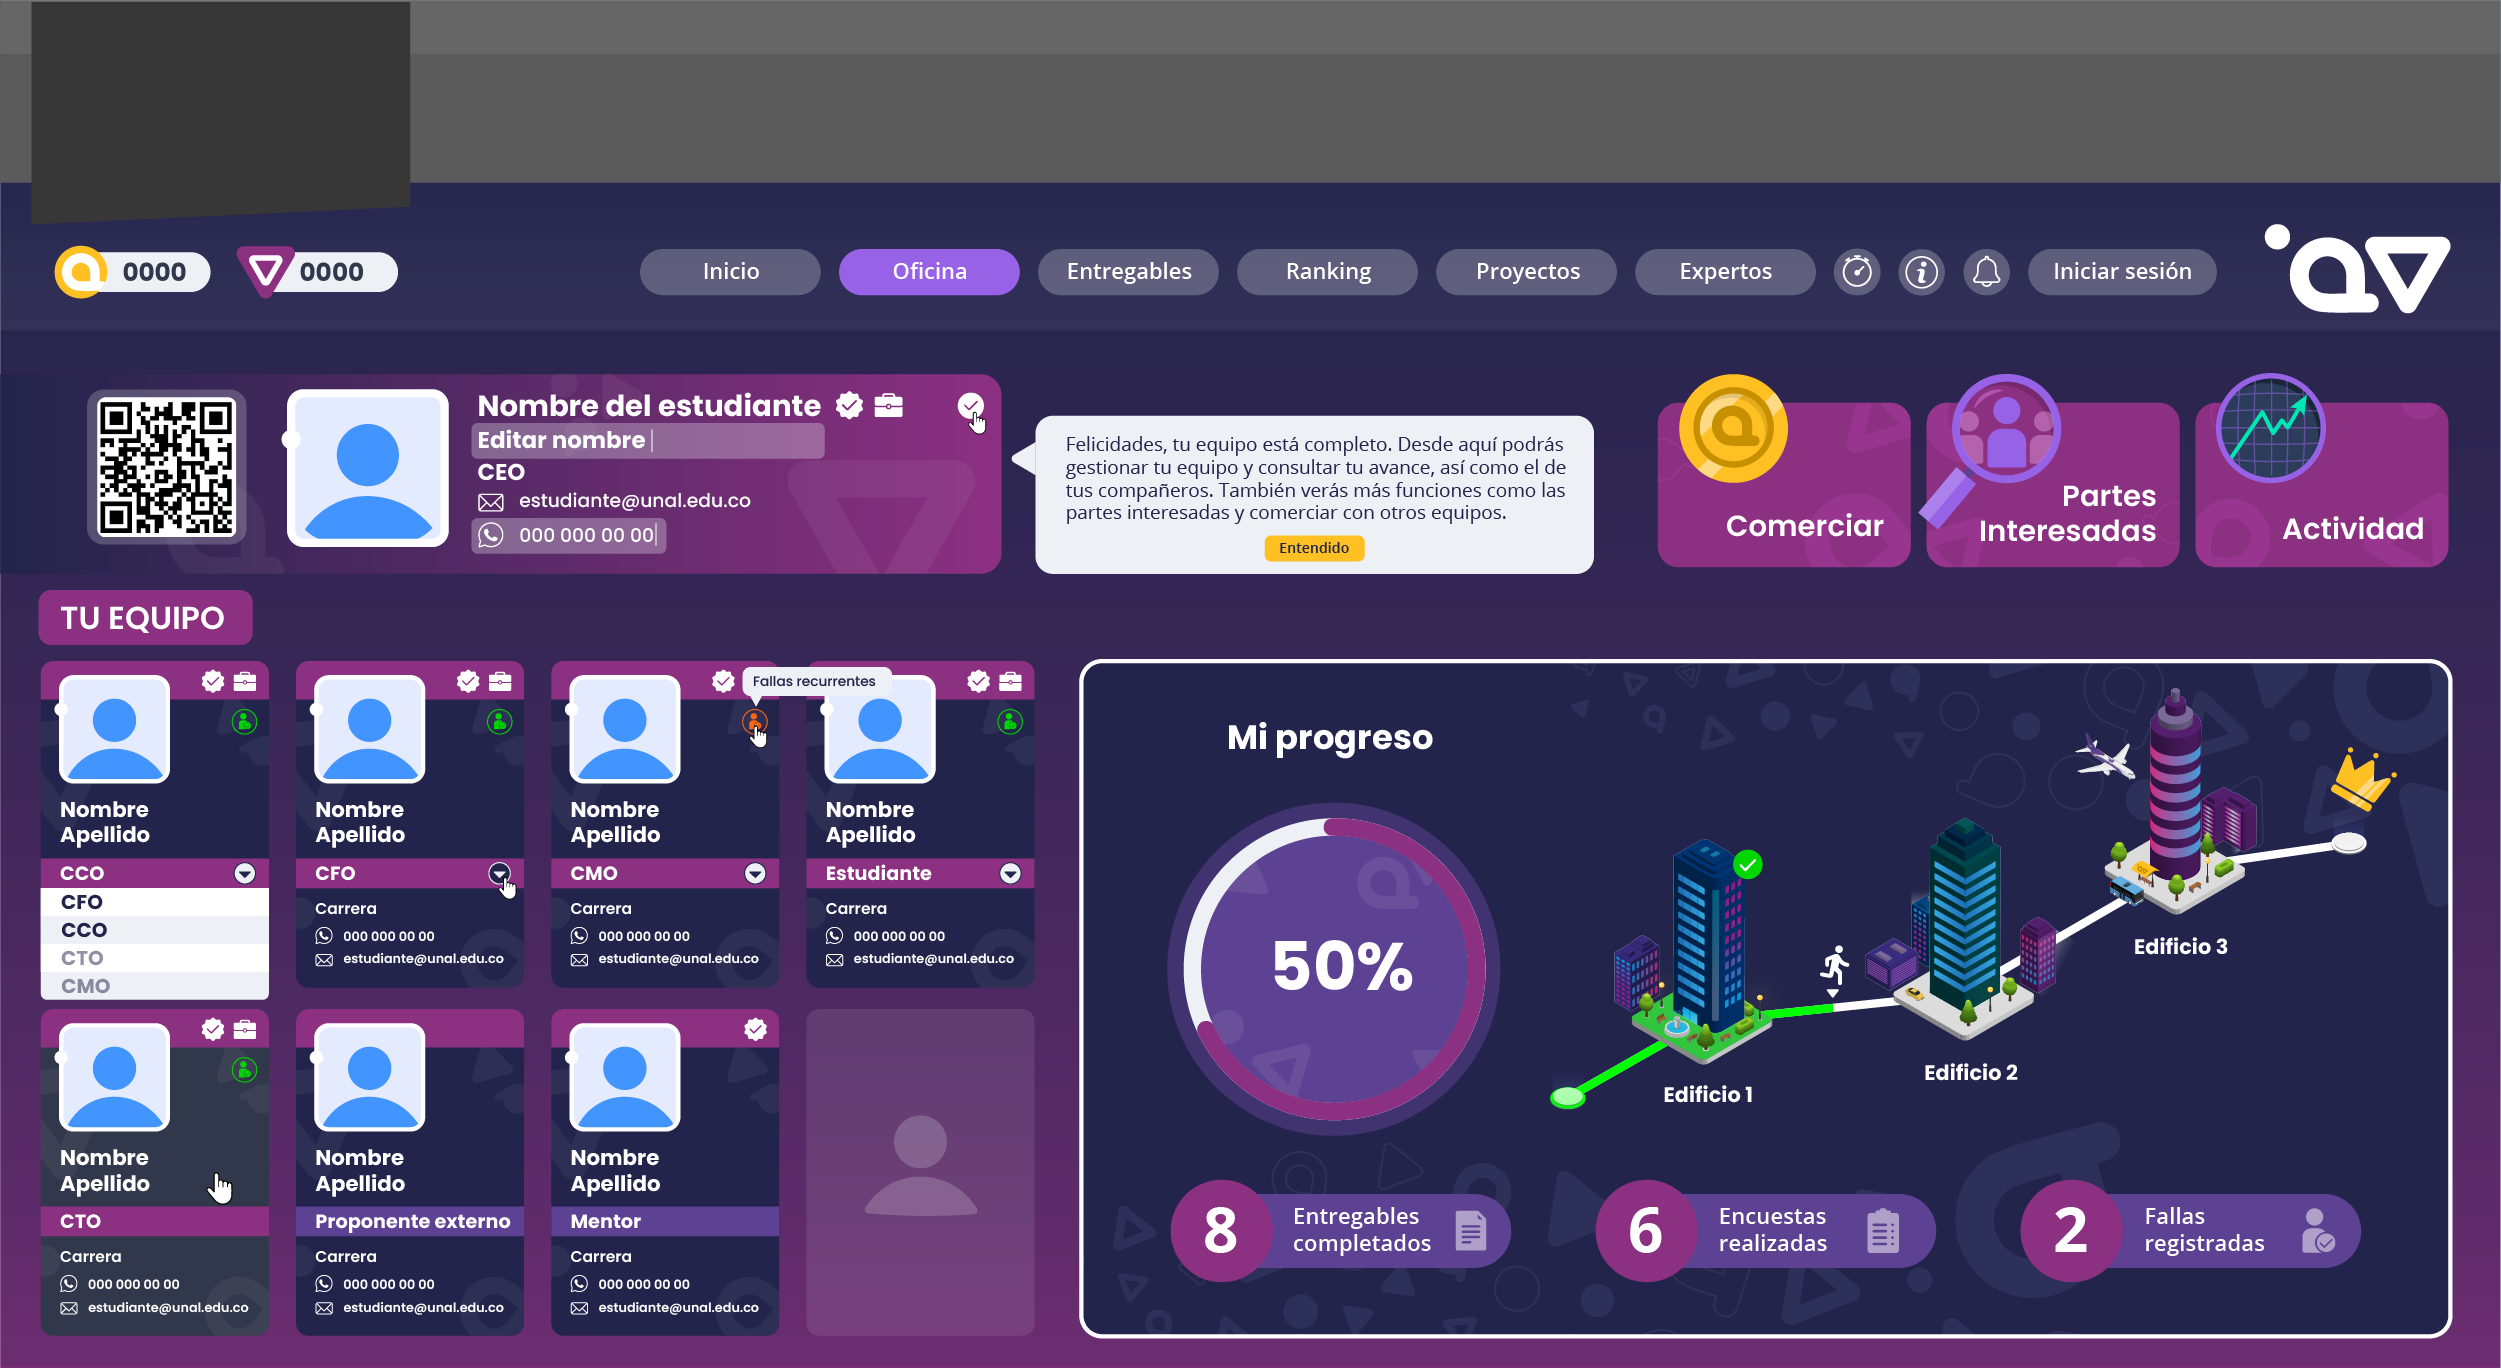 0000
0000
Inicio
Oficina
Entregables
Ranking
Proyectos
Expertos
Iniciar sesión
Nombre del estudiante
Editar nombre
CEO
estudiante@unal.edu.co
000 000 00 00
Felicidades, tu equipo está completo. Desde aquí podrás
gestionar tu equipo y consultar tu avance, así como el de
tus compañeros. También verás más funciones como las
partes interesadas y comerciar con otros equipos.
Entendido
Comerciar
Partes
Interesadas
Actividad
TU EQUIPO
Nombre
Apellido
CCO
CFO
CCO
CTO
CMO
Nombre
Apellido
CFO
Carrera
000 000 00 00
estudiante@unal.edu.co
Fallas recurrentes
Nombre
Apellido
CMO
Carrera
000 000 00 00
estudiante@unal.edu.co
Nombre
Apellido
Estudiante
Carrera
000 000 00 00
estudiante@unal.edu.co
Nombre
Apellido
CTO
Carrera
000 000 00 00
estudiante@unal.edu.co
Nombre
Apellido
Proponente externo
Carrera
000 000 00 00
estudiante@unal.edu.co
Nombre
Apellido
Mentor
Carrera
000 000 00 00
estudiante@unal.edu.co
Mi progreso
50%
Edificio 1
Edificio 2
Edificio 3
8
Entregables
completados
6
Encuestas
realizadas
2
Fallas
registradas